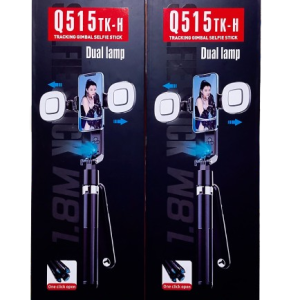 Q515TK-H
TRACKING GIMBAL SELFIE STICK
Dual lamp
1.8M
One click open
Q515TK-H
TRACKING GIMBAL SELFIE STICK
Dual lamp
1.8M
One click open